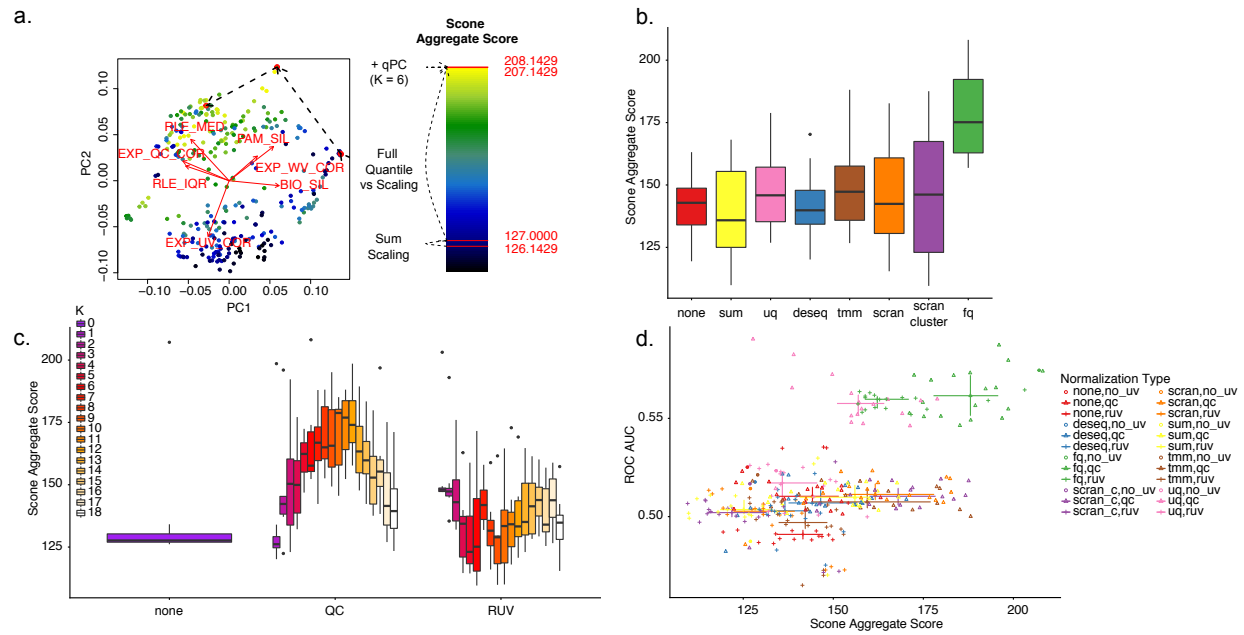 a.
Scone
Aggregate Score
+ qPC
(K = 6)
208.1429
207.1429
Full
Quantile
vs Scaling
Sum
Scaling
127.0000
126.1429
PC2
0.10
0.05
0.00
−0.05
−0.10
RLE_MED
PAM_SIL
EXP_QC_COR
EXP_WV_COR
RLE_IQR
BIO_SIL
EXP_UV_COR
−0.10
−0.05
0.00
0.05
0.10
PC1
b.
Scone Aggregate Score
200
175
150
125
none
sum
uq
deseq
tmm
scran
scran
cluster
fq
c.
K
0
1
2
3
4
5
6
7
8
9
10
11
12
13
14
15
16
17
18
Scone Aggregate Score
200
175
150
125
none
QC
RUV
d.
ROC AUC
0.55
0.50
125
150
175
200
Scone Aggregate Score
Normalization Type
none,no_uv
none,qc
none,ruv
deseq,no_uv
deseq,qc
deseq,ruv
fq,no_uv
fq,qc
fq,ruv
scran_c,no_uv
scran_c,qc
scran_c,ruv
scran,no_uv
scran,qc
scran,ruv
sum,no_uv
sum,qc
sum,ruv
tmm,no_uv
tmm,qc
tmm,ruv
uq,no_uv
uq,qc
uq,ruv